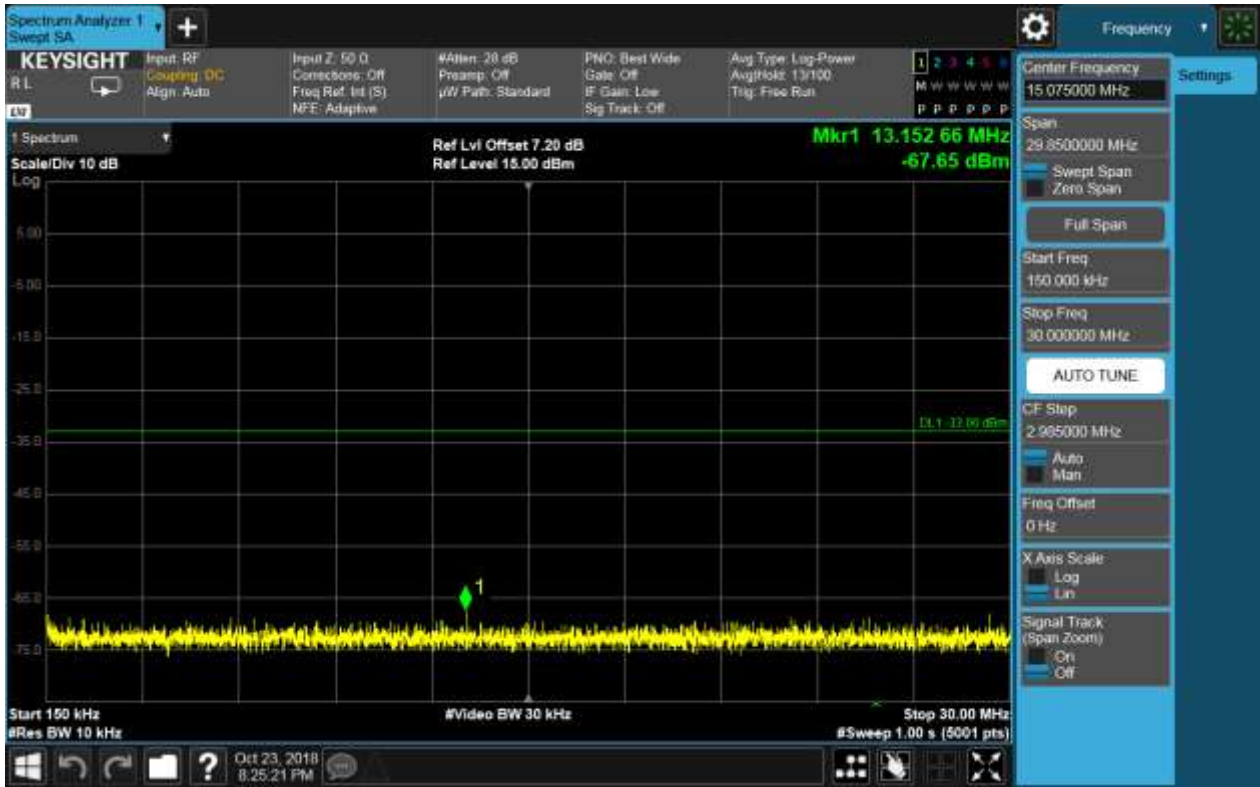 Spectrum Analyzer 1
Swept SA
+
Frequency
KEYSIGHT
R L
Input: RF
Coupling: DC
Align: Auto
Input Z: 50 Ω
Corrections: Off
Freq Ref: Int (S)
NFE: Adaptive
#Atten: 28 dB
Preamp: Off
µW Path: Standard
PNO: Best Wide
Gate: Off
IF Gain: Low
Sig Track: Off
Avg Type: Log-Power
Avg|Hold: 13/100
Trig: Free Run
1 2 3 4 5 6
M W W W W W
P P P P P P
1 Spectrum
Scale/Div 10 dB
Log
Ref Lvl Offset 7.20 dB
Ref Level 15.00 dBm
Mkr1 13.152 66 MHz
-67.65 dBm
5.00
-5.00
-15.0
-25.0
-35.0
-45.0
-55.0
-65.0
-75.0
1
Start 150 kHz
#Res BW 10 kHz
#Video BW 30 kHz
Stop 30.00 MHz
#Sweep 1.00 s (5001 pts)
Center Frequency
15.075000 MHz
Settings
Span
29.8500000 MHz
Swept Span
Zero Span
Full Span
Start Freq
150.000 kHz
Stop Freq
30.000000 MHz
AUTO TUNE
CF Step
2.985000 MHz
Auto
Man
Freq Offset
0 Hz
X Axis Scale
Log
Lin
Signal Track
(Span Zoom)
On
Off
?
Oct 23, 2018
8:25:21 PM